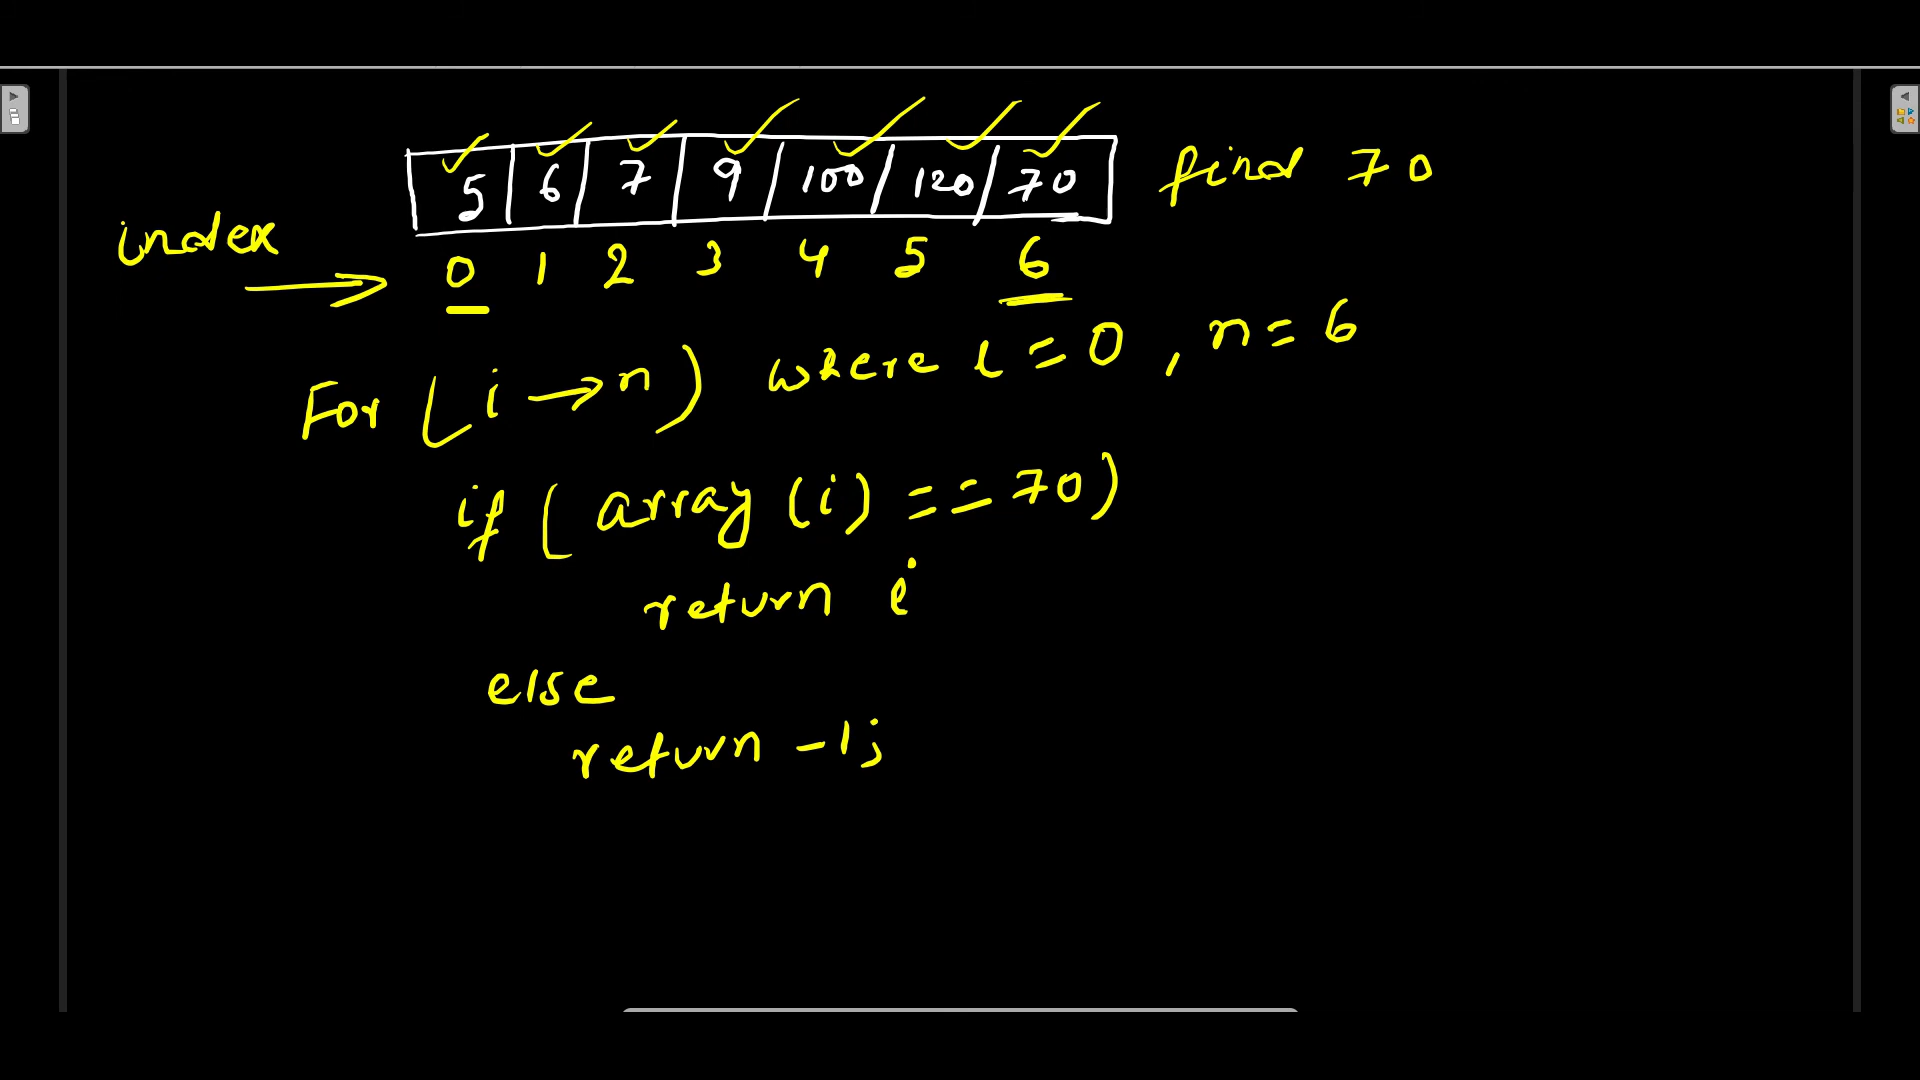 5 6 7 9 100 120 70 find 70
index 0 1 2 3 4 5 6
For (i → n) where i = 0, n = 6
if (array (i) == 70)
return i
else
return -1;